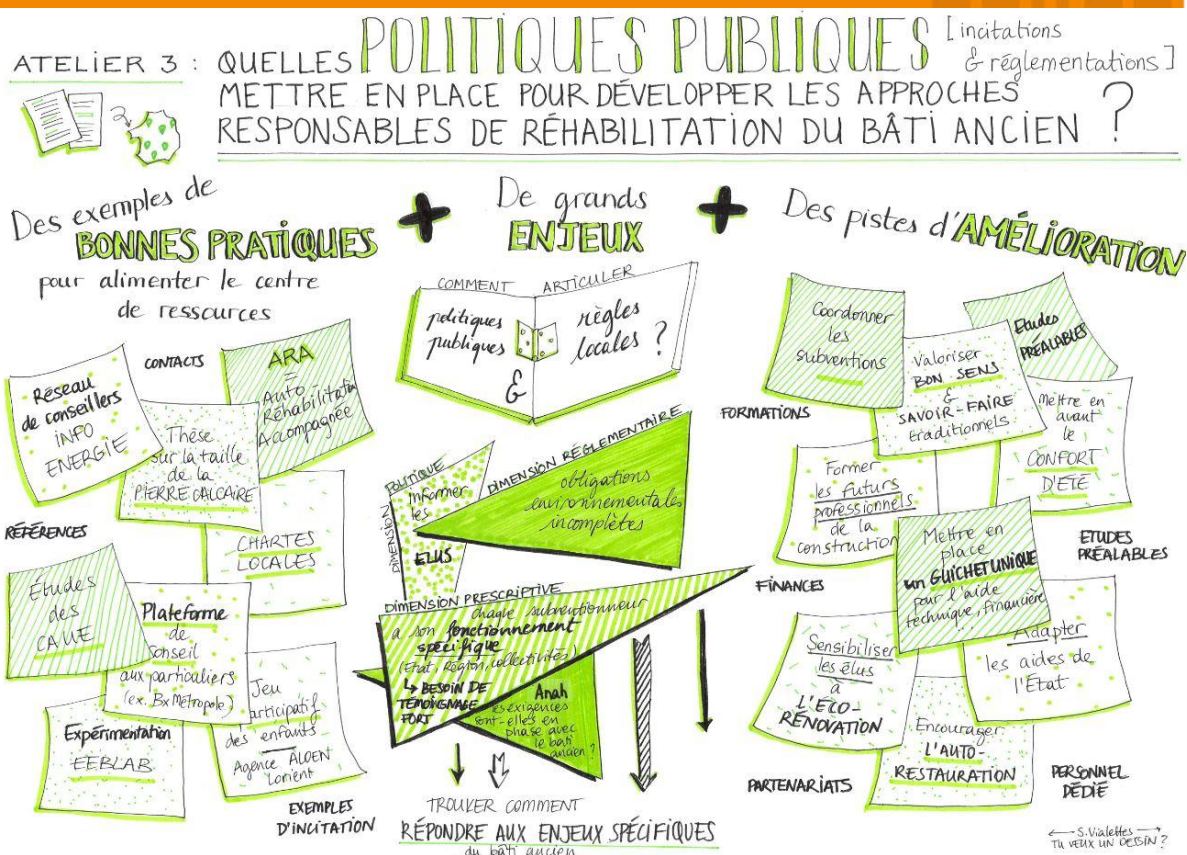 ATELIER 3 : QUELLES POLITIQUES PUBLIQUES [incitations
& réglementations]
METTRE EN PLACE POUR DÉVELOPPER LES APPROCHES
RESPONSABLES DE RÉHABILITATION DU BÂTI ANCIEN ?
Des exemples de
BONNES PRATIQUES
pour alimenter le centre
de ressources
CONTACTS
Réseau
de conseillers
INFO
ENERGIE
ARA
=
Auto
Réhabilitation
Accompagnée
Thèse
sur la taille
de la
PIERRE CALCAIRE
RÉFÉRENCES
CHARTES
LOCALES
Études
des
CAUE
Plateforme
de
Conseil
aux particuliers
(ex. Bx Métropole)
Jeu
participatif
des enfants
Agence ALOEN
Lorient
Expérimentation
EEBLAB
EXEMPLES
D'INCITATION
+
De grands
ENJEUX
COMMENT ARTICULER
politiques
publiques
&
règles
locales ?
DIMENSION POLITIQUE
Informer
les
ELUS
DIMENSION RÉGLEMENTAIRE
obligations
environnementales
incomplètes
DIMENSION PRESCRIPTIVE
chaque subventionneur
a son fonctionnement
spécifique
(Etat, Région, collectivités)
↳ BESOIN DE
TÉMOIGNAGE
FORT
Anah
ses exigences
sont-elles en
phase avec
le bâti
ancien ?
TROUVER COMMENT
RÉPONDRE AUX ENJEUX SPÉCIFIQUES
du bâti ancien
+
Des pistes d'AMÉLIORATION
Coordonner
les
subventions
Etudes
PRÉALABLES
Valoriser
BON SENS
&
SAVOIR-FAIRE
traditionnels
FORMATIONS
Mettre en
avant
le
CONFORT
D'ETÉ
Former
les futurs
professionnels
de la
construction
ETUDES
PRÉALABLES
Mettre en
place
un GUICHET UNIQUE
pour l'aide
technique, financière
FINANCES
Sensibiliser
les élus
à
L'ÉCO-
RÉNOVATION
Adapter
les aides de
l'État
Encourager
L'AUTO-
RESTAURATION
PARTENARIATS
PERSONNEL
DÉDIÉ
S. Vialettes
TU VEUX UN DESSIN ?